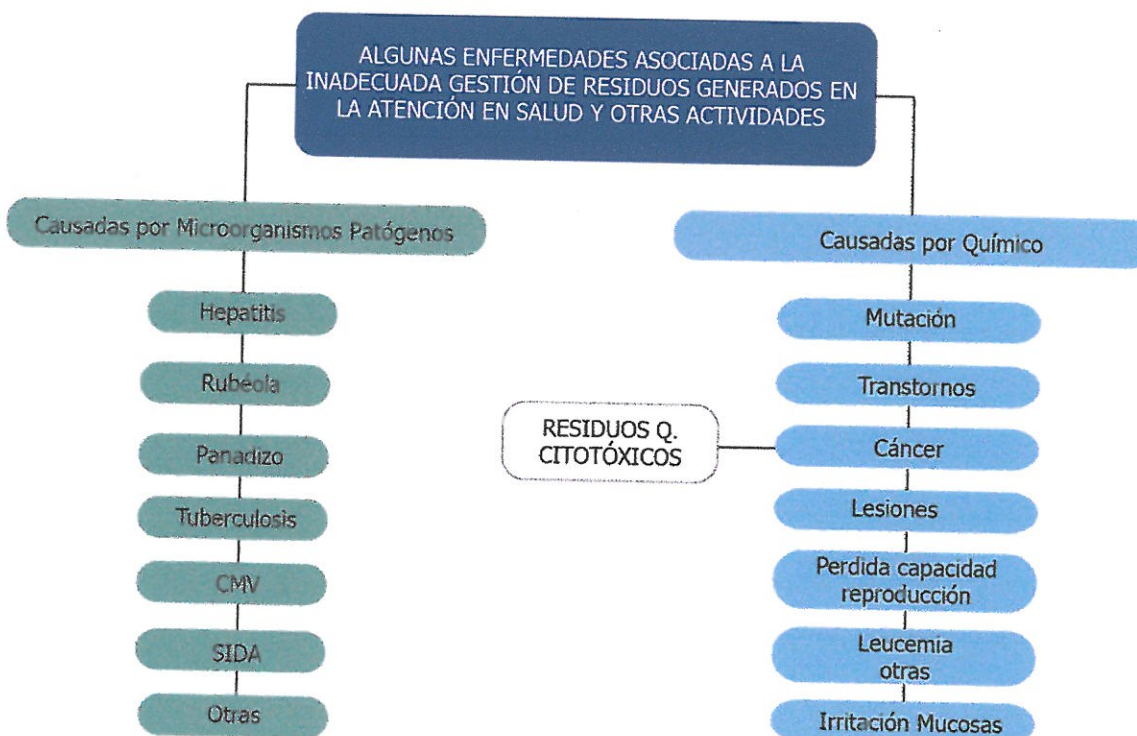 ALGUNAS ENFERMEDADES ASOCIADAS A LA
INADECUADA GESTIÓN DE RESIDUOS GENERADOS EN
LA ATENCIÓN EN SALUD Y OTRAS ACTIVIDADES
Causadas por Microorganismos Patógenos
Hepatitis
Rubéola
Panadizo
Tuberculosis
CMV
SIDA
Otras
Causadas por Químico
Mutación
Transtornos
RESIDUOS Q.
CITOTÓXICOS
Cáncer
Lesiones
Perdida capacidad
reproducción
Leucemia
otras
Irritación Mucosas